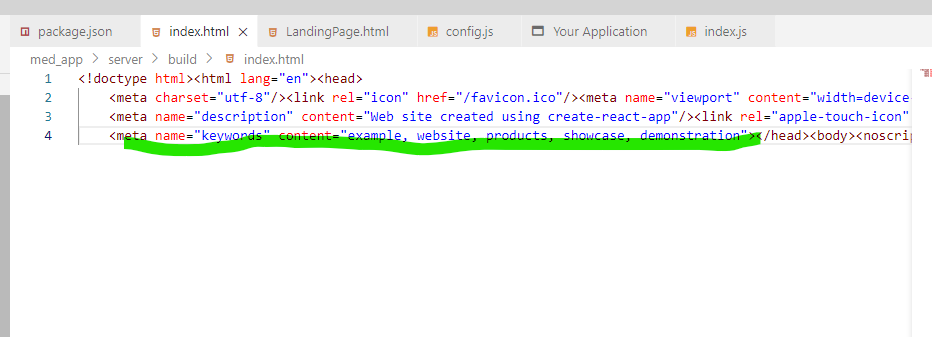 package.json index.html LandingPage.html config.js Your Application index.js
med_app > server > build > index.html
1 <!doctype html><html lang="en"><head>
2 <meta charset="utf-8"/><link rel="icon" href="/favicon.ico"/><meta name="viewport" content="width=device-
3 <meta name="description" content="Web site created using create-react-app"/><link rel="apple-touch-icon"
4 <meta name="keywords" content="example, website, products, showcase, demonstration"></head><body><noscrip